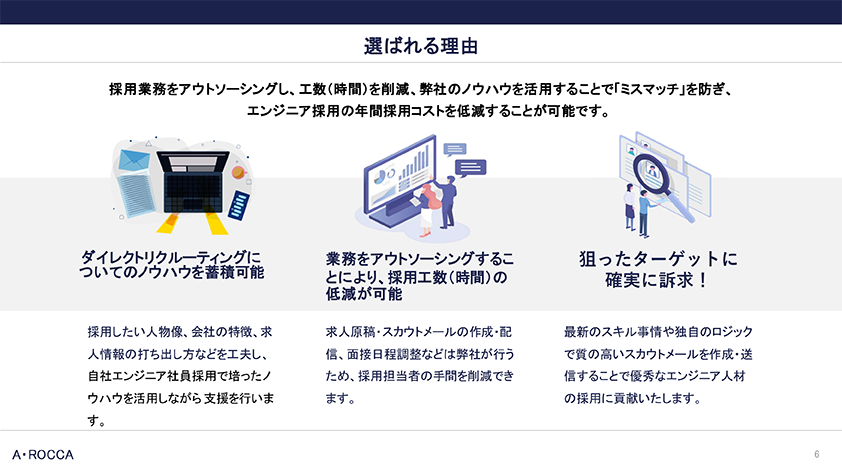 選ばれる理由
採用業務をアウトソーシングし、工数（時間）を削減、弊社のノウハウを活用することで「ミスマッチ」を防ぎ、
エンジニア採用の年間採用コストを低減することが可能です。
ダイレクトリクルーティングに
ついてのノウハウを蓄積可能
業務をアウトソーシングするこ
とにより、採用工数（時間）の
低減が可能
狙ったターゲットに
確実に訴求！
採用したい人物像、会社の特徴、求
人情報の打ち出し方などを工夫し、
自社エンジニア社員採用で培ったノ
ウハウを活用しながら支援を行いま
す。
求人原稿・スカウトメールの作成・配
信、面接日程調整などは弊社が行う
ため、採用担当者の手間を削減でき
ます。
最新のスキル事情や独自のロジック
で質の高いスカウトメールを作成・送
信することで優秀なエンジニア人材
の採用に貢献いたします。
A・ROCCA
6